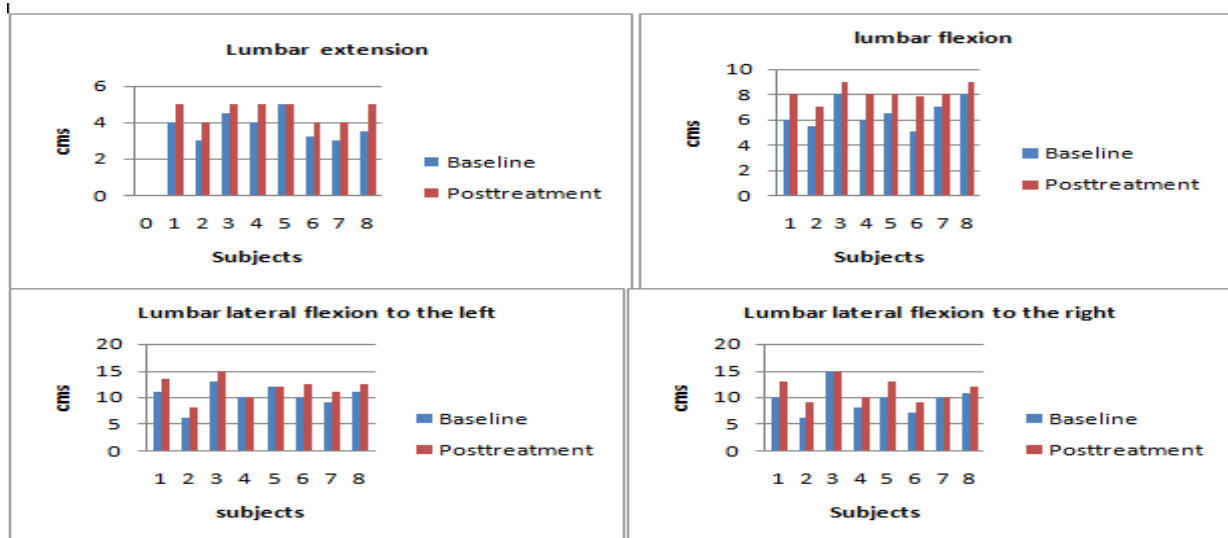 Lumbar extension
6
4
2
0
cms
0 1 2 3 4 5 6 7 8
Subjects
Baseline
Posttreatment
lumbar flexion
10
8
6
4
2
0
cms
1 2 3 4 5 6 7 8
Subjects
Baseline
Posttreatment
Lumbar lateral flexion to the left
20
15
10
5
0
cms
1 2 3 4 5 6 7 8
subjects
Baseline
Posttreatment
Lumbar lateral flexion to the right
20
15
10
5
0
cms
1 2 3 4 5 6 7 8
Subjects
Baseline
Posttreatment